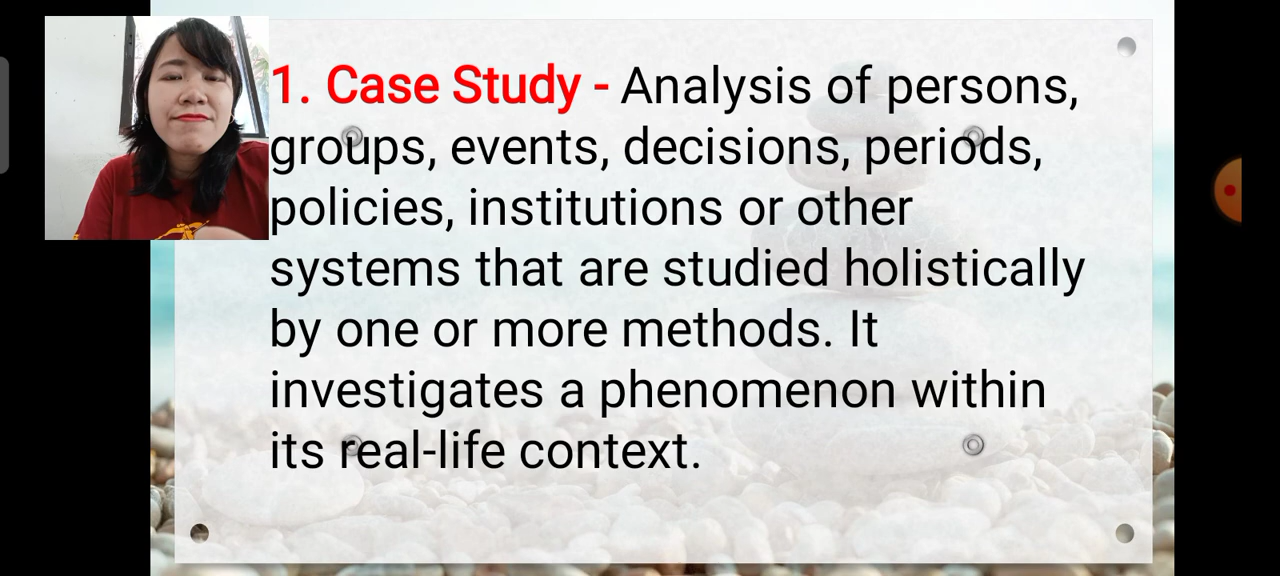 1. Case Study - Analysis of persons,
groups, events, decisions, periods,
policies, institutions or other
systems that are studied holistically
by one or more methods. It
investigates a phenomenon within
its real-life context.